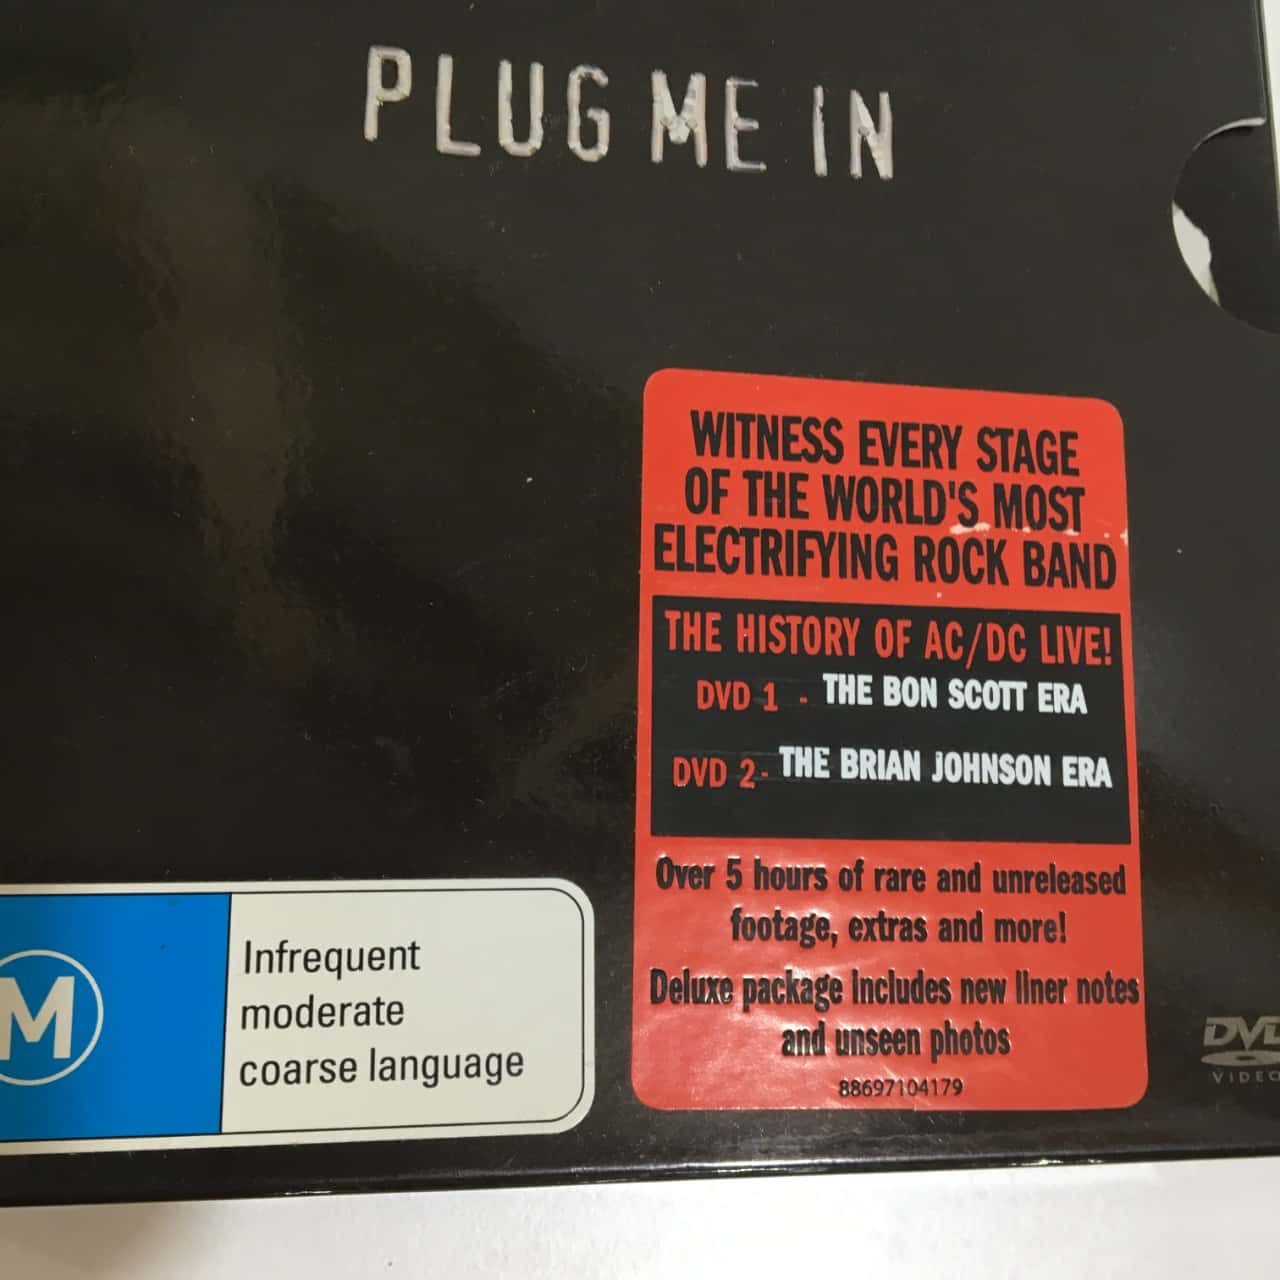 PLUG ME IN
WITNESS EVERY STAGE
OF THE WORLD'S MOST
ELECTRIFYING ROCK BAND
THE HISTORY OF AC/DC LIVE!
DVD 1 - THE BON SCOTT ERA
DVD 2- THE BRIAN JOHNSON ERA
Over 5 hours of rare and unreleased
footage, extras and more!
Deluxe package includes new liner notes
and unseen photos
88697104179
M
Infrequent
moderate
coarse language
DVD
VIDEO